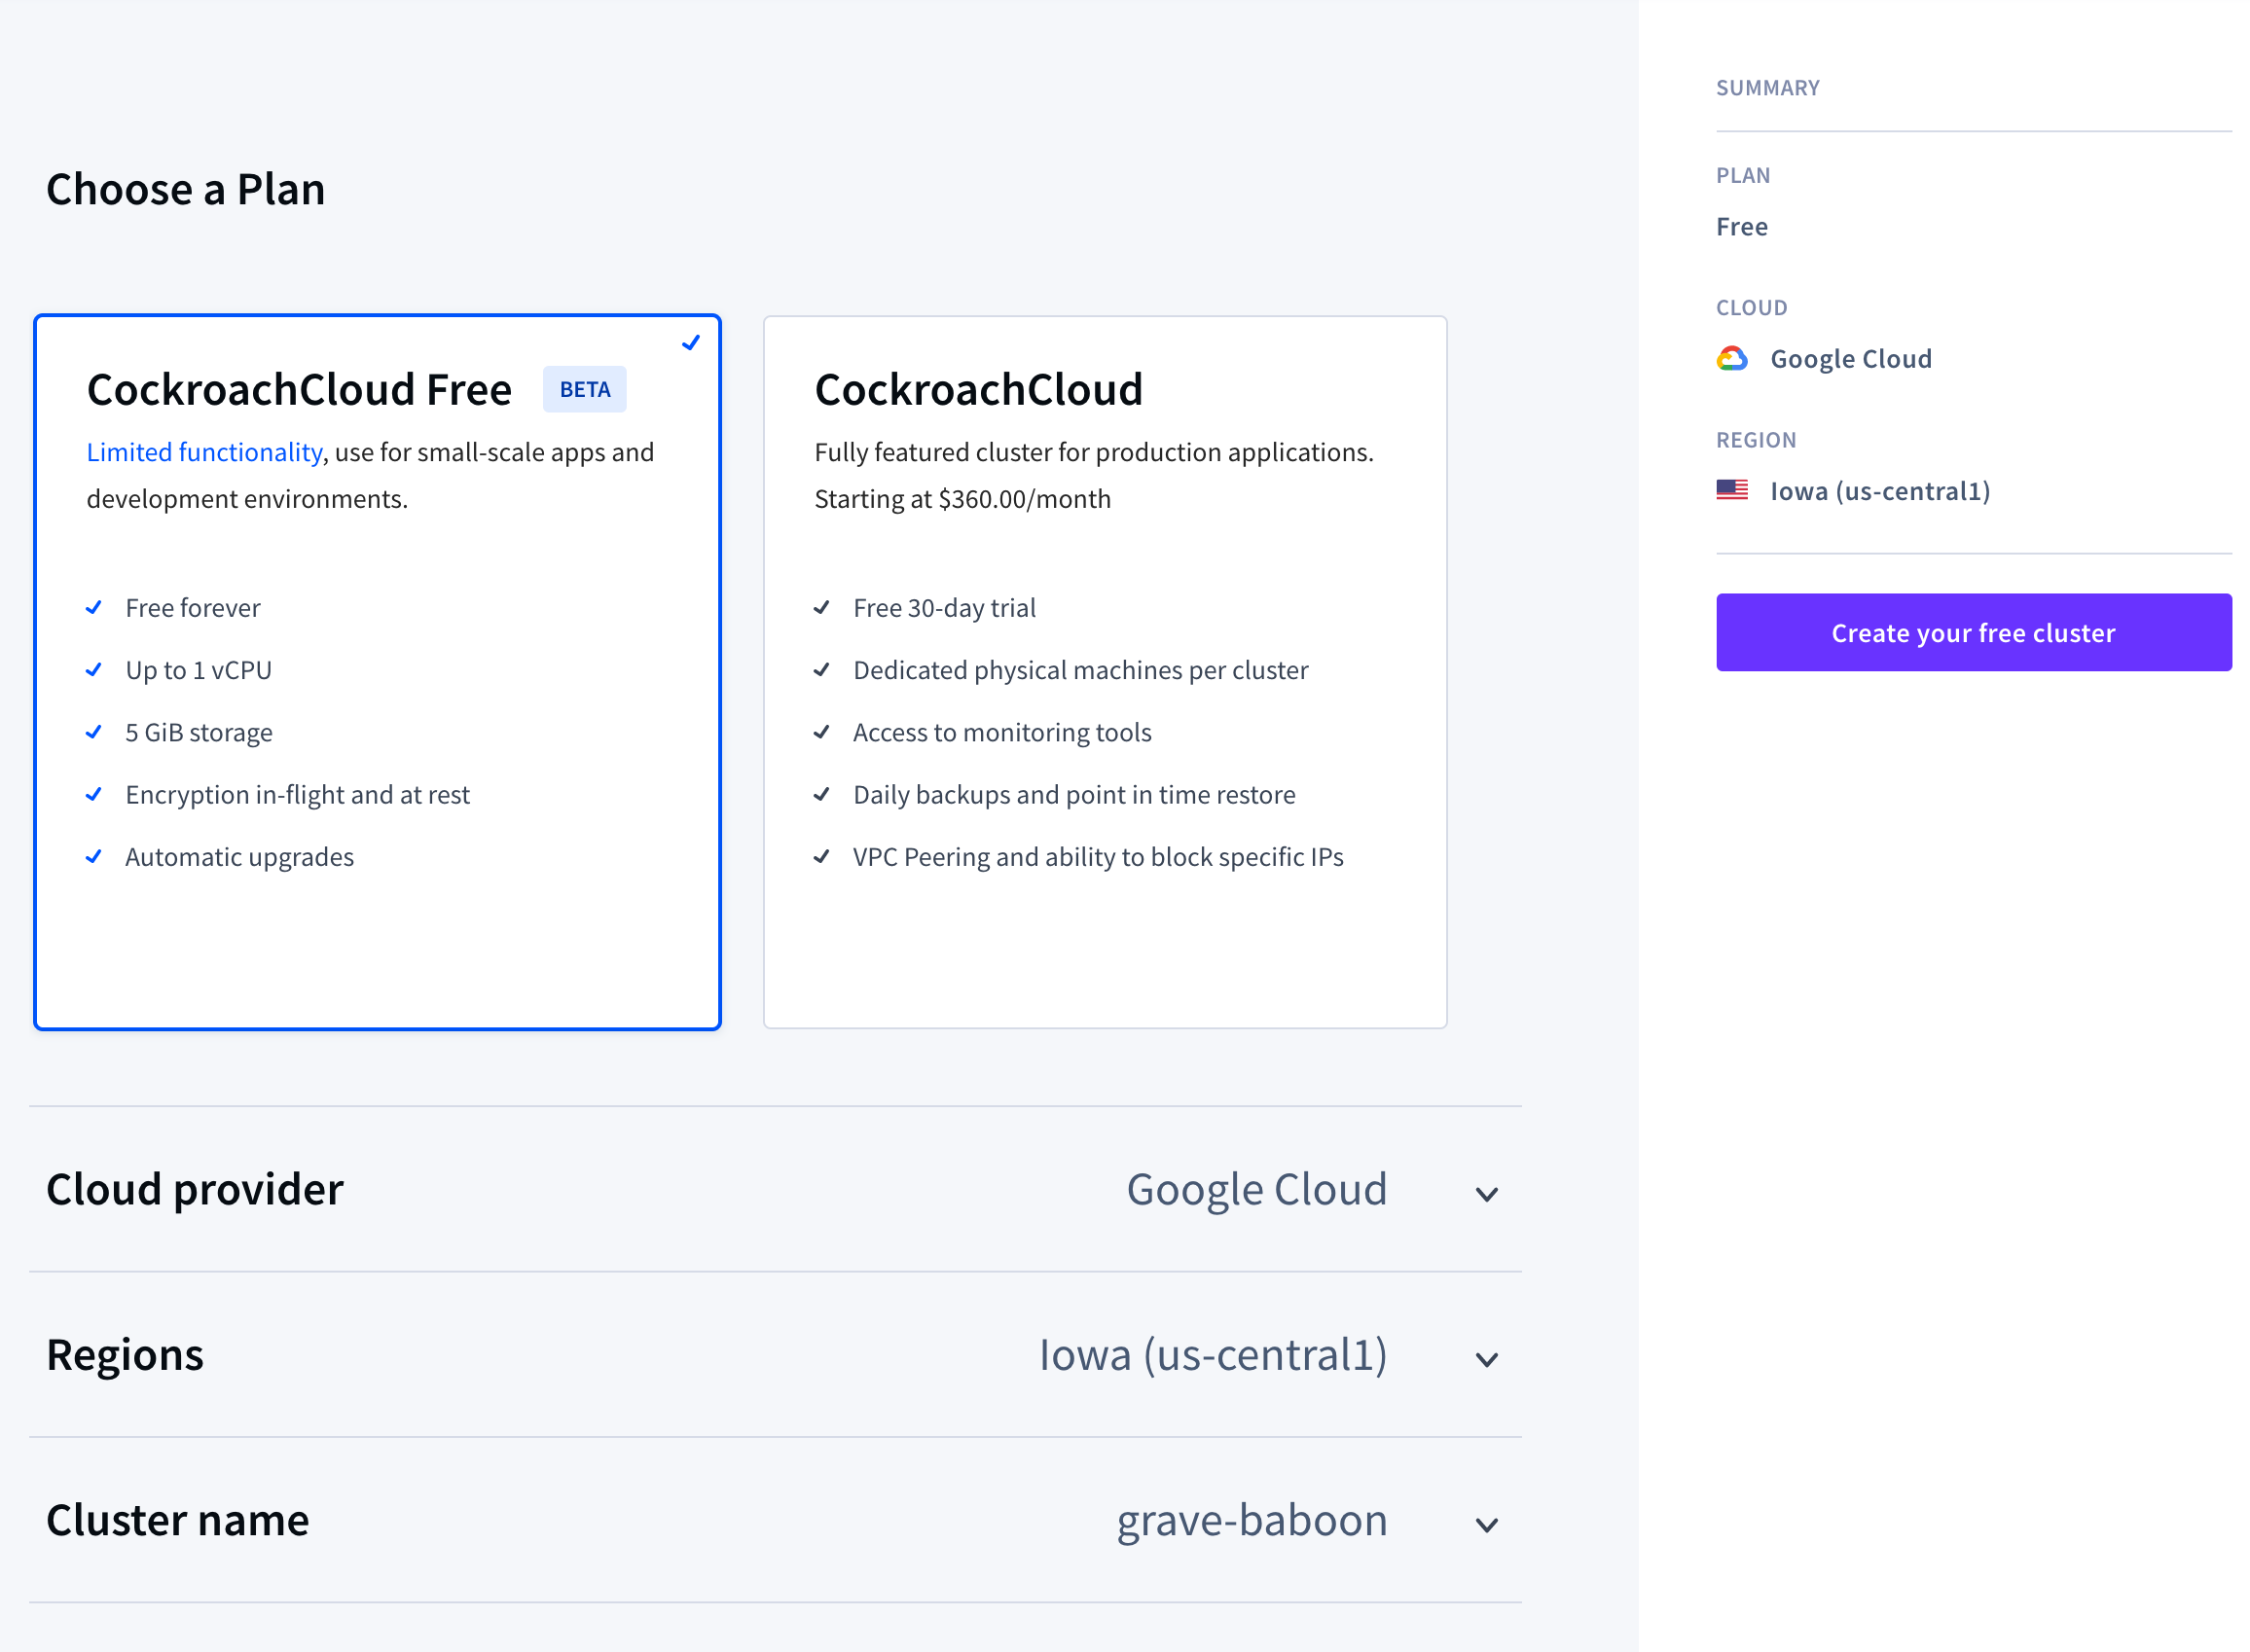 Choose a Plan
CockroachCloud Free BETA
Limited functionality, use for small-scale apps and
development environments.
Free forever
Up to 1 vCPU
5 GiB storage
Encryption in-flight and at rest
Automatic upgrades
CockroachCloud
Fully featured cluster for production applications.
Starting at $360.00/month
Free 30-day trial
Dedicated physical machines per cluster
Access to monitoring tools
Daily backups and point in time restore
VPC Peering and ability to block specific IPs
Cloud provider Google Cloud
Regions Iowa (us-central1)
Cluster name grave-baboon
SUMMARY
PLAN
Free
CLOUD
Google Cloud
REGION
Iowa (us-central1)
Create your free cluster